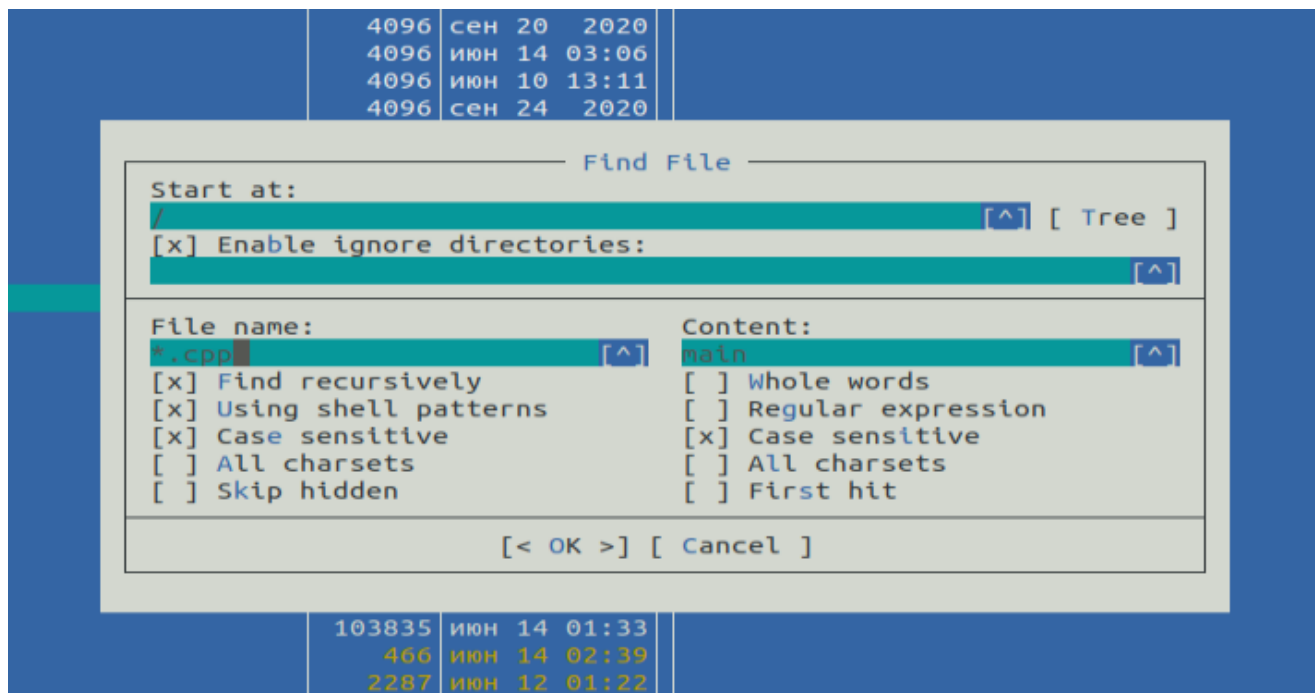 4096 сен 20 2020
4096 июн 14 03:06
4096 июн 10 13:11
4096 сен 24 2020
Find File
Start at:
/ [^] [ Tree ]
[x] Enable ignore directories:
[^]
File name: Content:
*.cpp [^] main [^]
[x] Find recursively [ ] Whole words
[x] Using shell patterns [ ] Regular expression
[x] Case sensitive [x] Case sensitive
[ ] All charsets [ ] All charsets
[ ] Skip hidden [ ] First hit
[< OK >] [ Cancel ]
103835 июн 14 01:33
466 июн 14 02:39
2287 июн 12 01:22